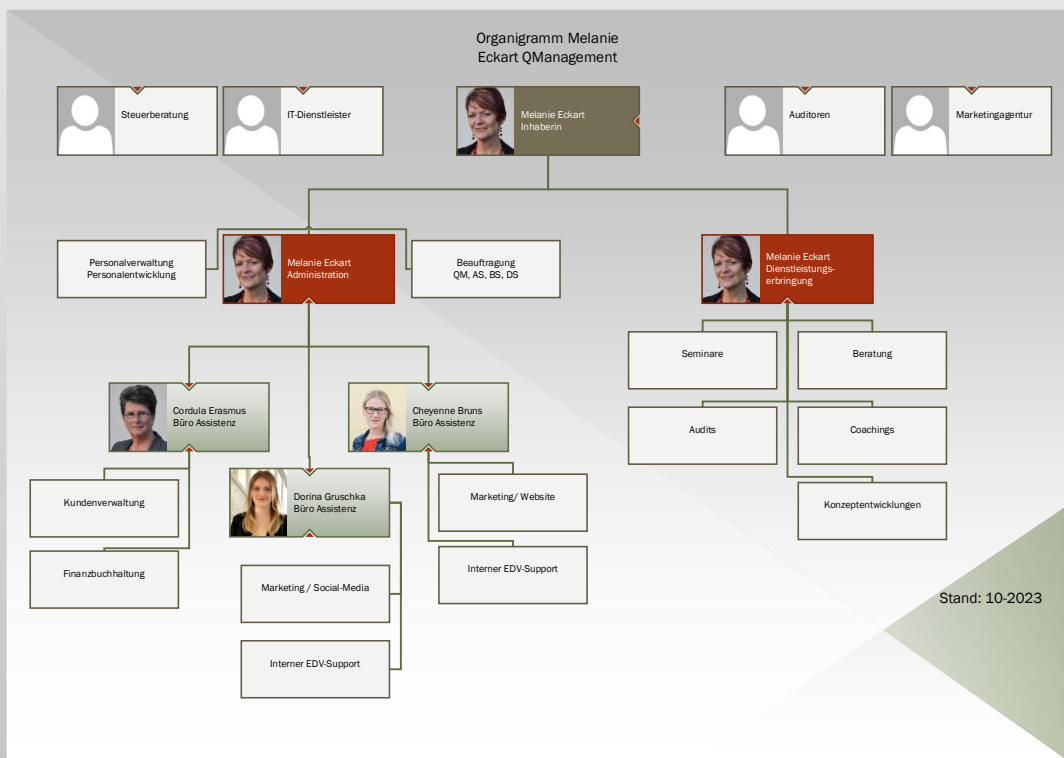 Organigramm Melanie
Eckart QManagement
Steuerberatung
IT-Dienstleister
Melanie Eckart
Inhaberin
Auditoren
Marketingagentur
Personalverwaltung
Personalentwicklung
Melanie Eckart
Administration
Beauftragung
QM, AS, BS, DS
Melanie Eckart
Dienstleistungs-
erbringung
Seminare
Beratung
Cordula Erasmus
Büro Assistenz
Cheyenne Bruns
Büro Assistenz
Audits
Coachings
Kundenverwaltung
Dorina Gruschka
Büro Assistenz
Marketing/ Website
Konzeptentwicklungen
Finanzbuchhaltung
Marketing / Social-Media
Interner EDV-Support
Stand: 10-2023
Interner EDV-Support